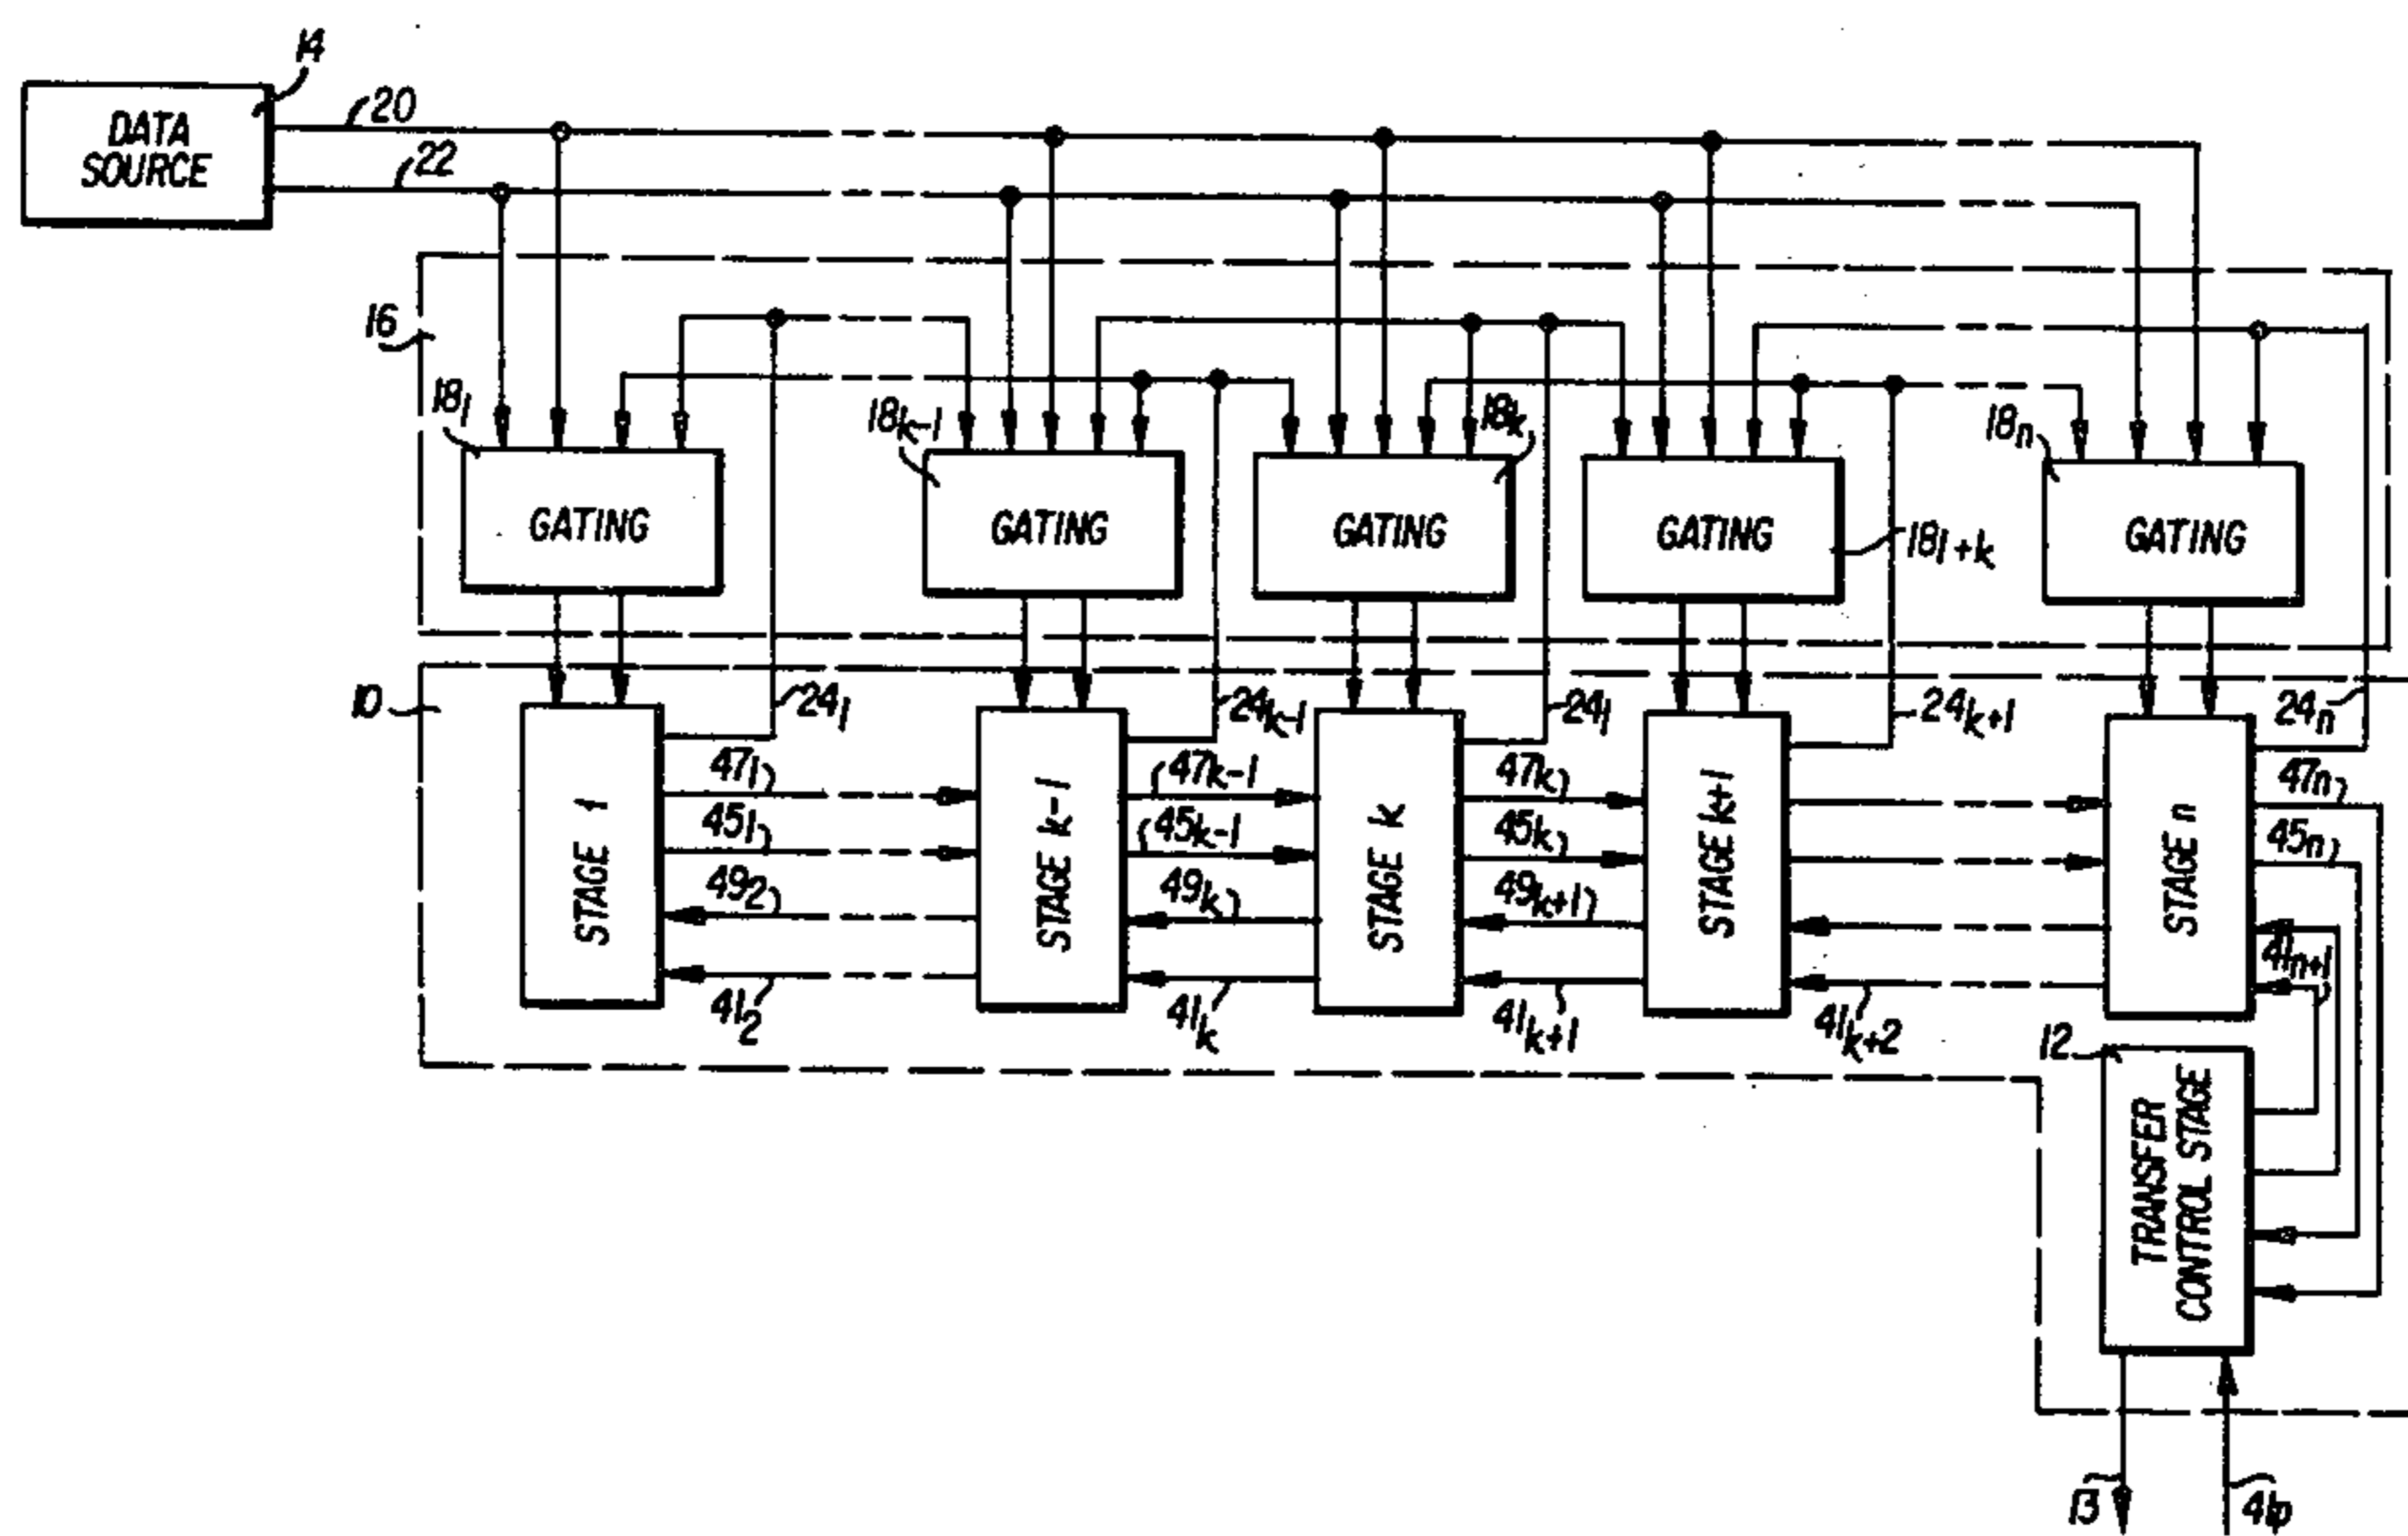 14
DATA
SOURCE
20
22
16
18₁
18ₖ₋₁
18ₖ
18ₙ
GATING
GATING
GATING
GATING
GATING
18₁₊ₖ
10
24₁
24ₖ₋₁
24₁
24ₖ₊₁
24ₙ
47₁
47ₖ₋₁
47ₖ
47ₙ
45₁
45ₖ₋₁
45ₖ
45ₙ
49₂
49ₖ
49ₖ₊₁
41ₙ₊₁
STAGE 1
STAGE k-1
STAGE k
STAGE k+1
STAGE n
41₂
41ₖ
41ₖ₊₁
41ₖ₊₂
12
TRANSFER
CONTROL STAGE
13